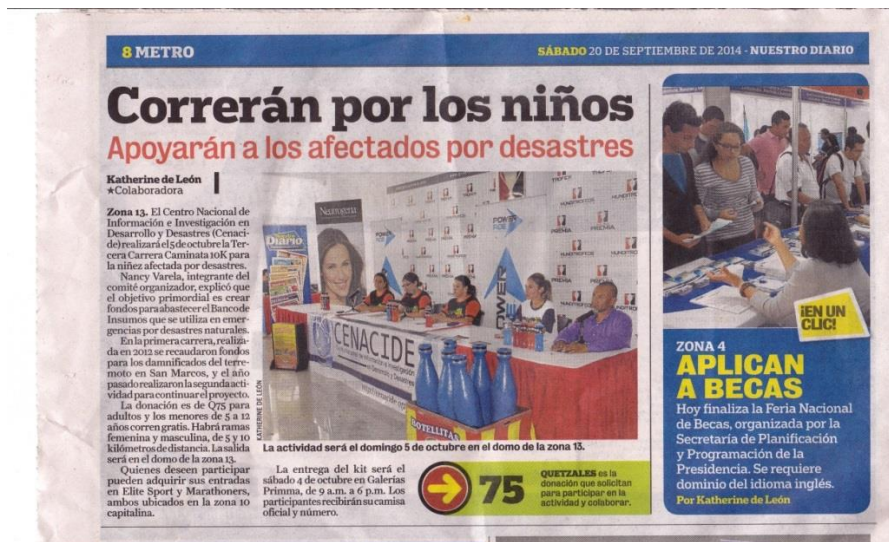 8 METRO
SÁBADO 20 DE SEPTIEMBRE DE 2014 - NUESTRO DIARIO
Correrán por los niños
Apoyarán a los afectados por desastres
Katherine de León
★Colaboradora
Zona 13. El Centro Nacional de
Información e Investigación en
Desarrollo y Desastres (Cenaci-
de) realizará el 5 de octubre la Ter-
cera Carrera Caminata 10K para
la niñez afectada por desastres.
Nancy Varela, integrante del
comité organizador, explicó que
el objetivo primordial es crear
fondos para abastecer el Banco de
Insumos que se utiliza en emer-
gencias por desastres naturales.
En la primera carrera, realiza-
da en 2012 se recaudaron fondos
para los damnificados del terre-
moto en San Marcos, y el año
pasado realizaron la segunda acti-
vidad para continuar el proyecto.
La donación es de Q75 para
adultos y los menores de 5 a 12
años corren gratis. Habrá ramas
femenina y masculina, de 5 y 10
kilómetros de distancia. La salida
será en el domo de la zona 13.
Quienes deseen participar
pueden adquirir sus entradas
en Elite Sport y Marathoners,
ambos ubicados en la zona 10
capitalina.
Neutrogena
Diario
POWER
POWER
PREMIA
CENACIDE
BOTELLITAS
KATHERINE DE LEÓN
La actividad será el domingo 5 de octubre en el domo de la zona 13.
La entrega del kit será el
sábado 4 de octubre en Galerías
Primma, de 9 a.m. a 6 p.m. Los
participantes recibirán su camisa
oficial y número.
75
QUETZALES es la
donación que solicitan
para participar en la
actividad y colaborar.
¡EN UN
CLIC!
ZONA 4
APLICAN
A BECAS
Hoy finaliza la Feria Nacional
de Becas, organizada por la
Secretaría de Planificación
y Programación de la
Presidencia. Se requiere
dominio del idioma inglés.
Por Katherine de León